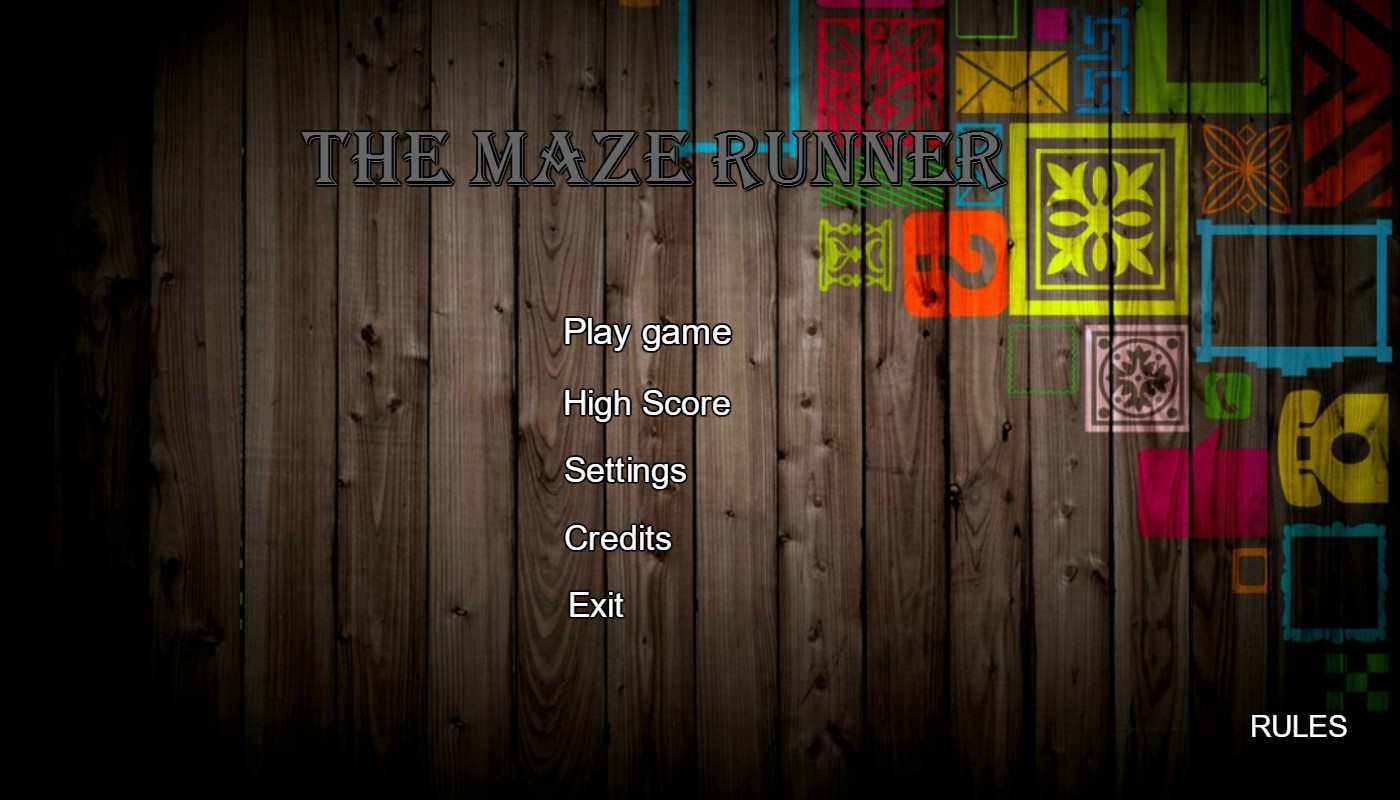 THE MAZE RUNNER
Play game
High Score
Settings
Credits
Exit
RULES